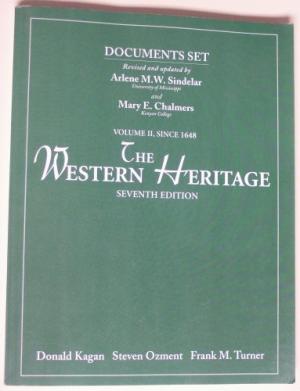 DOCUMENTS SET
Revised and updated by
Arlene M.W. Sindelar
University of Mississippi
and
Mary E. Chalmers
Kenyon College
VOLUME II, SINCE 1648
THE
WESTERN HERITAGE
SEVENTH EDITION
Donald Kagan Steven Ozment Frank M. Turner